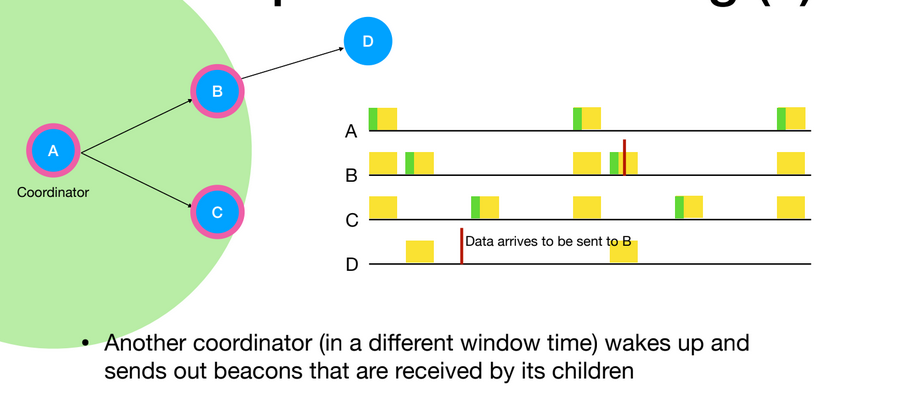 D
B
A
Coordinator
C
A
B
C
Data arrives to be sent to B
D
• Another coordinator (in a different window time) wakes up and
sends out beacons that are received by its children